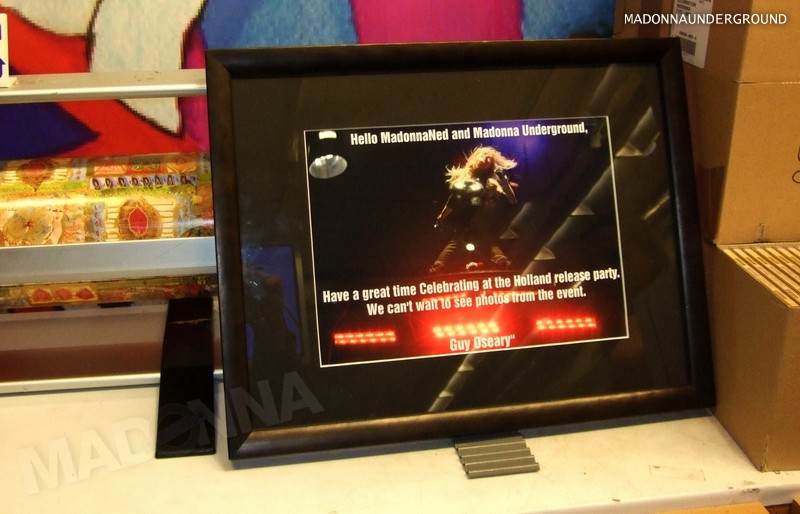 MADONNAUNDERGROUND
Hello MadonnaNed and Madonna Underground,
Have a great time Celebrating at the Holland release party.
We can't wait to see photos from the event.
Guy Oseary"
MADONNA